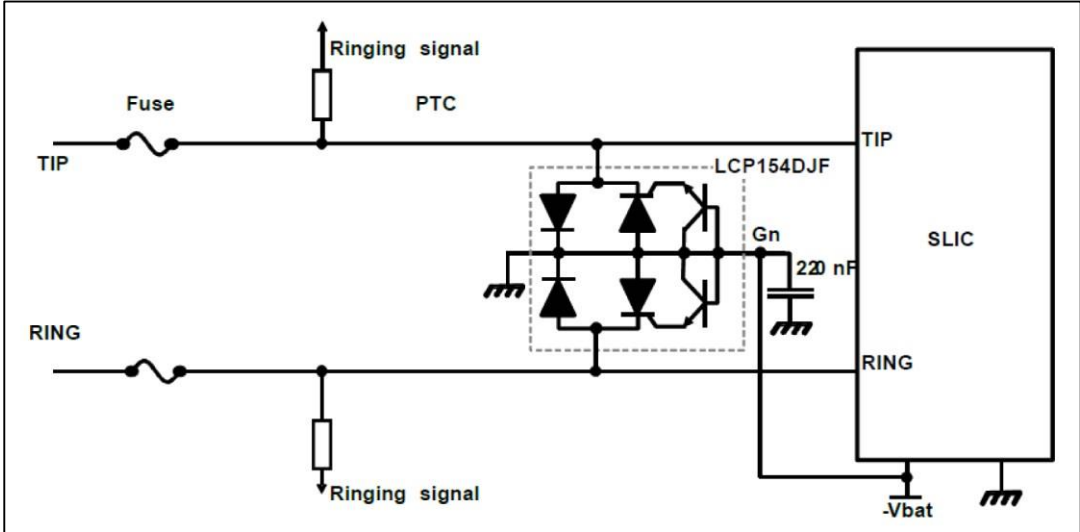 Ringing signal
Fuse
PTC
TIP
TIP
LCP154DJF
Gn
SLIC
220 nF
RING
RING
Ringing signal
-Vbat